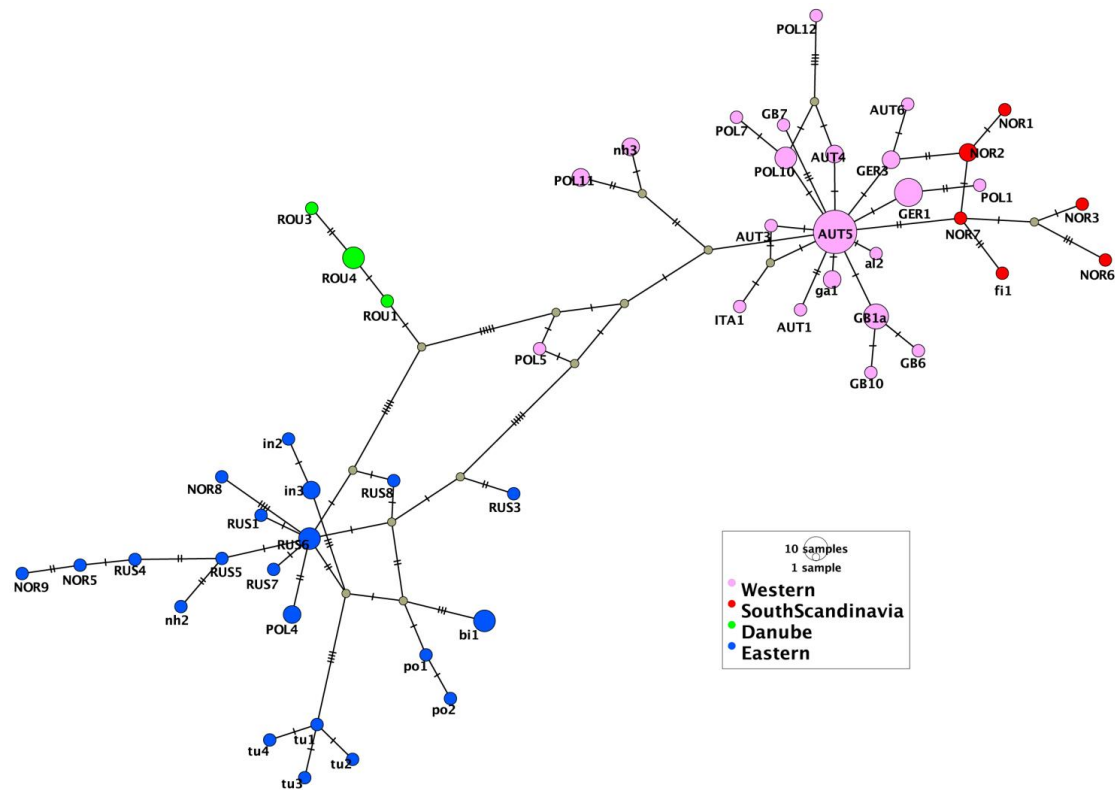 POL12
GB7
POL7
AUT6
NOR1
nh3
POL10
AUT4
GER3
NOR2
POL11
GER1
POL1
ROU3
AUT3
AUT5
NOR7
NOR3
ROU4
al2
NOR6
ga1
fi1
ROU1
ITA1
AUT1
GB1a
POL5
GB6
GB10
in2
NOR8
in3
RUS8
RUS3
RUS1
RUS6
10 samples
1 sample
RUS4
RUS5
RUS7
NOR9
NOR5
Western
SouthScandinavia
Danube
Eastern
nh2
POL4
bi1
po1
po2
tu4
tu1
tu2
tu3